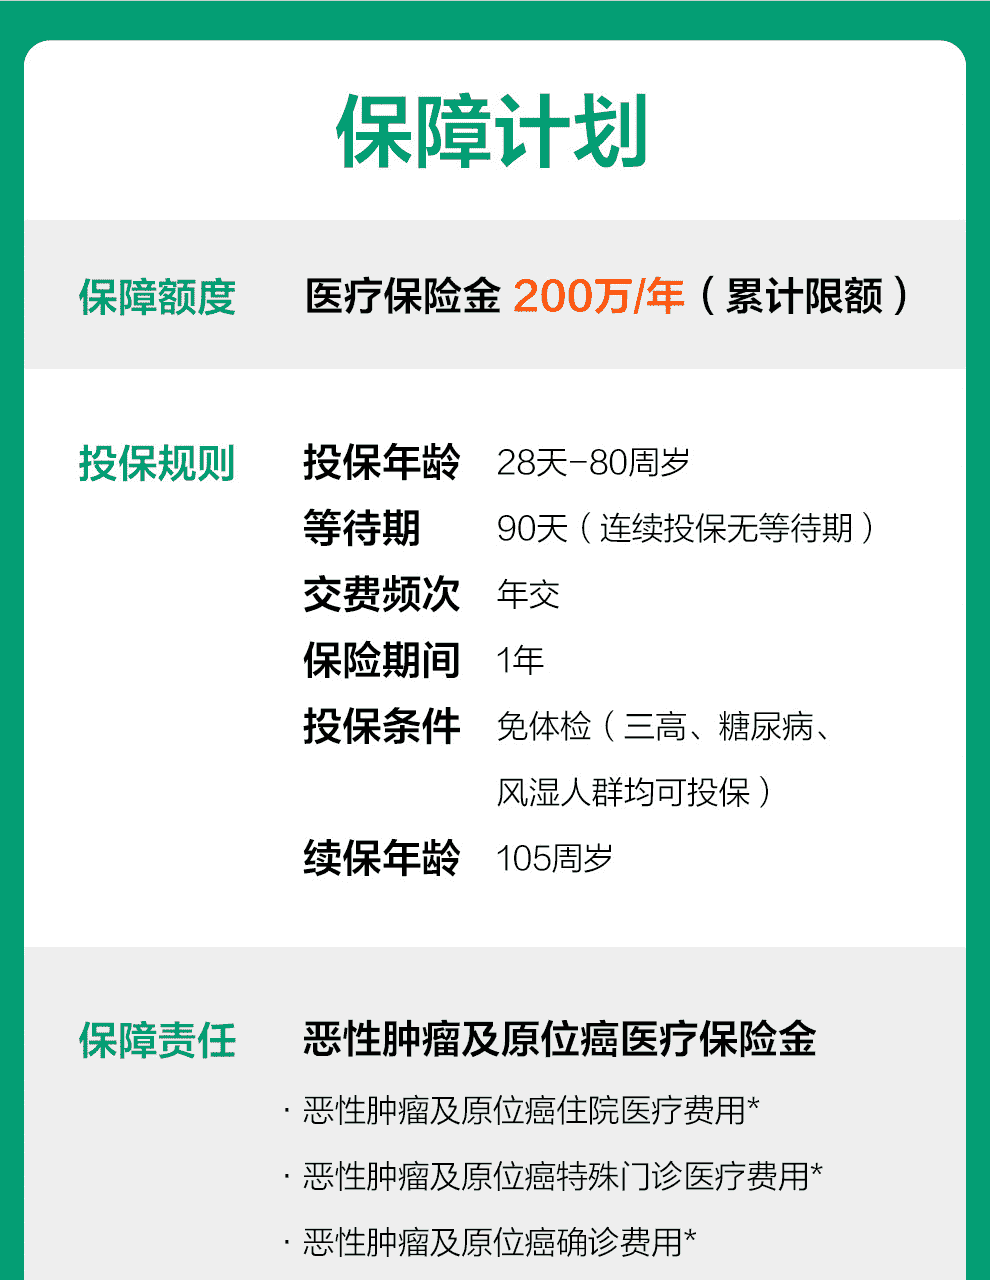 保障计划
保障额度 医疗保险金 200万/年（累计限额）
投保规则 投保年龄 28天-80周岁
等待期 90天（连续投保无等待期）
交费频次 年交
保险期间 1年
投保条件 免体检（三高、糖尿病、
风湿人群均可投保）
续保年龄 105周岁
保障责任 恶性肿瘤及原位癌医疗保险金
· 恶性肿瘤及原位癌住院医疗费用*
· 恶性肿瘤及原位癌特殊门诊医疗费用*
· 恶性肿瘤及原位癌确诊费用*